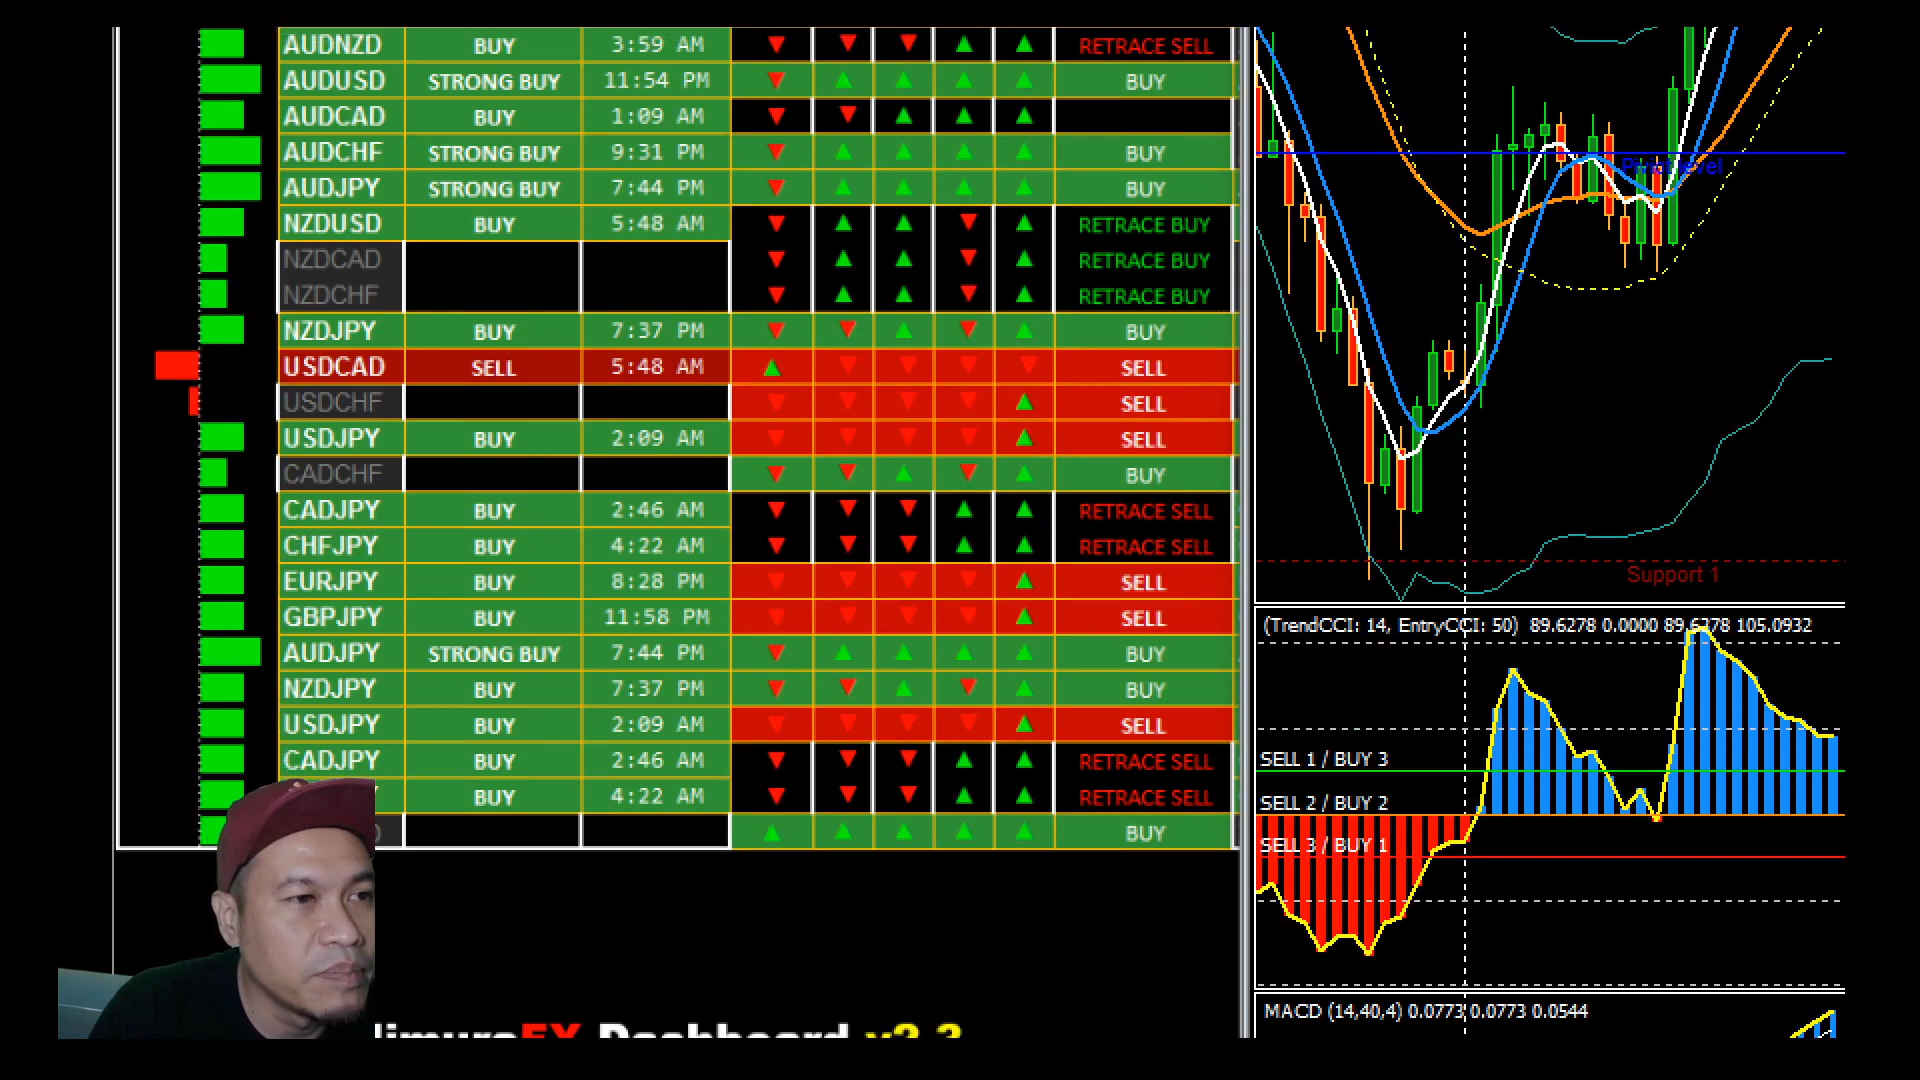 AUDNZD BUY 3:59 AM RETRACE SELL
AUDUSD STRONG BUY 11:54 PM BUY
AUDCAD BUY 1:09 AM
AUDCHF STRONG BUY 9:31 PM BUY
AUDJPY STRONG BUY 7:44 PM BUY
NZDUSD BUY 5:48 AM RETRACE BUY
NZDCAD RETRACE BUY
NZDCHF RETRACE BUY
NZDJPY BUY 7:37 PM BUY
USDCAD SELL 5:48 AM SELL
USDCHF SELL
USDJPY BUY 2:09 AM SELL
CADCHF BUY
CADJPY BUY 2:46 AM RETRACE SELL
CHFJPY BUY 4:22 AM RETRACE SELL
EURJPY BUY 8:28 PM SELL
GBPJPY BUY 11:58 PM SELL
AUDJPY STRONG BUY 7:44 PM BUY
NZDJPY BUY 7:37 PM BUY
USDJPY BUY 2:09 AM SELL
CADJPY BUY 2:46 AM RETRACE SELL
BUY 4:22 AM RETRACE SELL
BUY
Dashboard v2.3
Pivot level
Support 1
(TrendCCI: 14, EntryCCI: 50) 89.6278 0.0000 89.6278 105.0932
SELL 1 / BUY 3
SELL 2 / BUY 2
SELL 3 / BUY 1
MACD (14,40,4) 0.0773 0.0773 0.0544